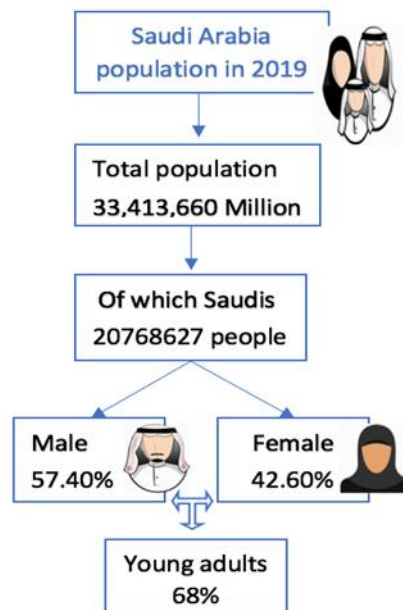 Saudi Arabia
population in 2019
Total population
33,413,660 Million
Of which Saudis
20768627 people
Male
57.40%
Female
42.60%
Young adults
68%